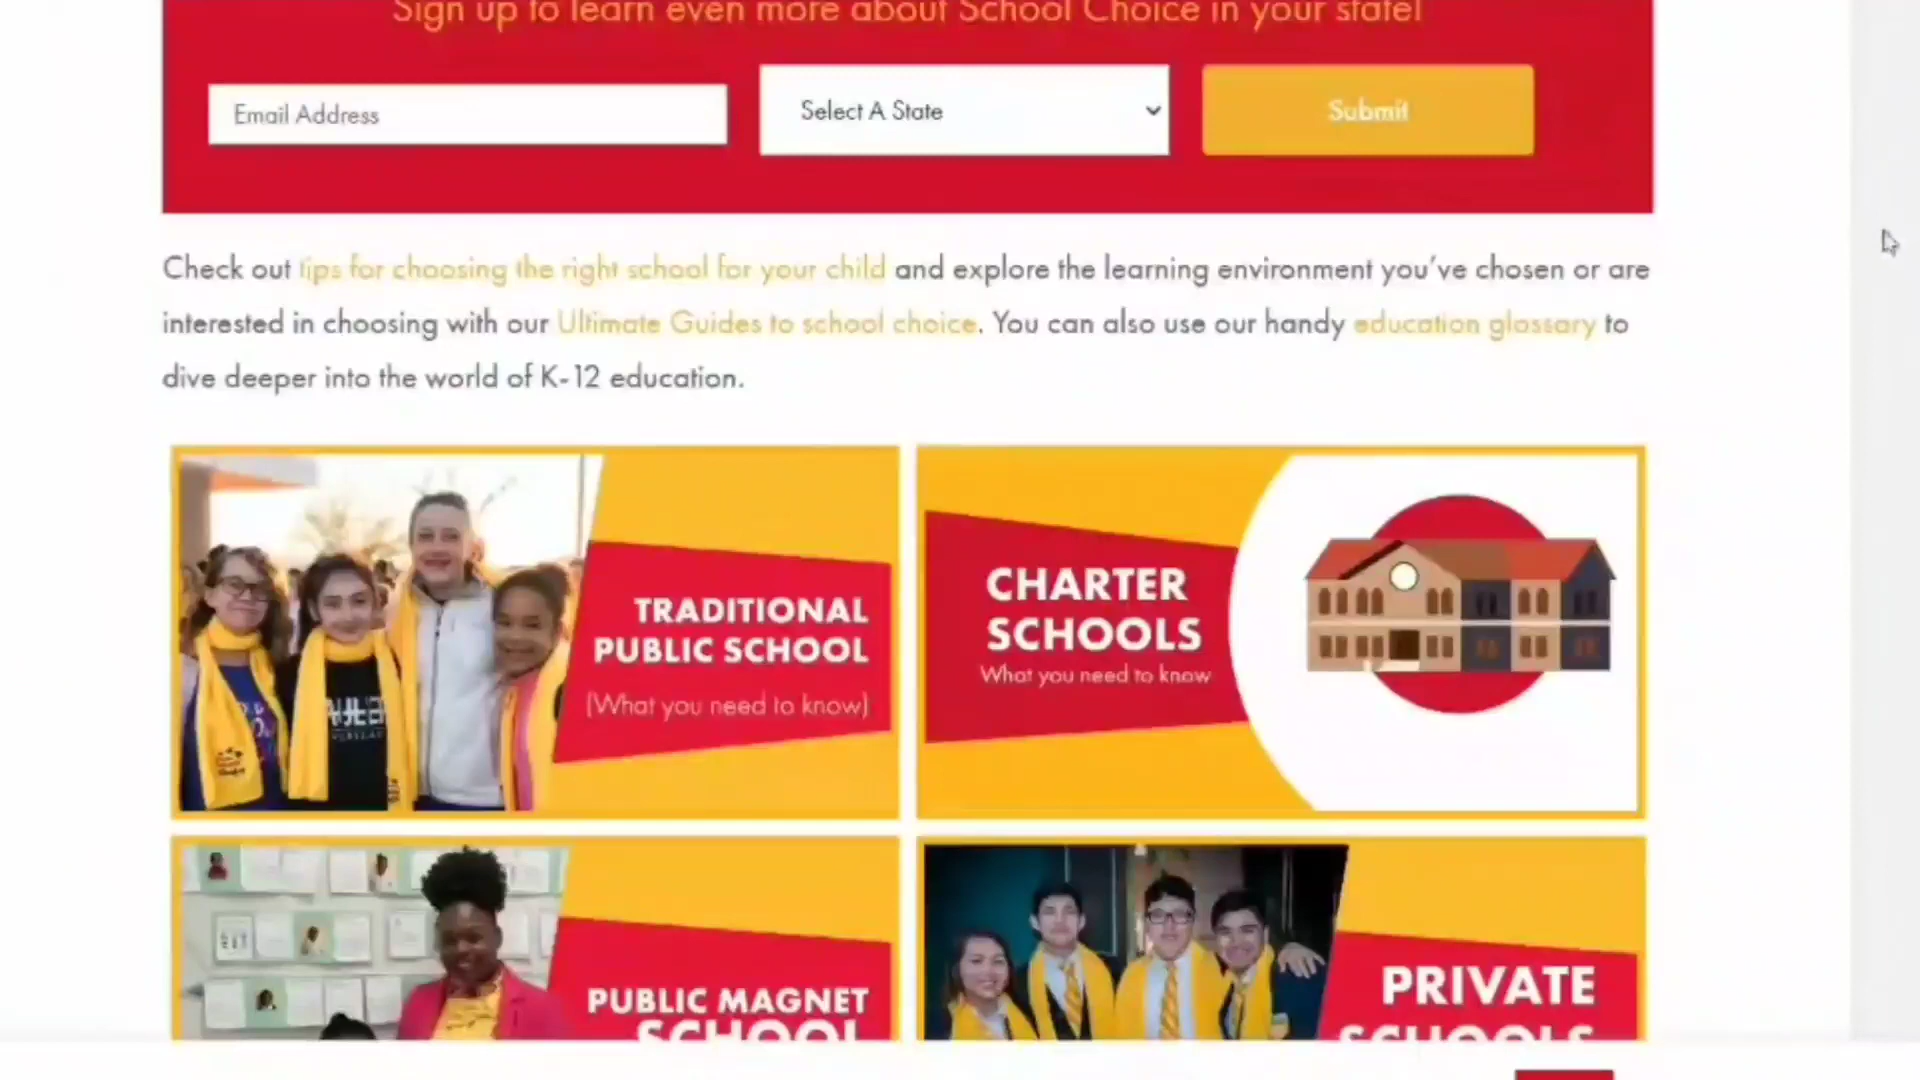 Sign up to learn even more about School Choice in your state!
Email Address
Select A State
Submit
Check out tips for choosing the right school for your child and explore the learning environment you've chosen or are
interested in choosing with our Ultimate Guides to school choice. You can also use our handy education glossary to
dive deeper into the world of K-12 education.
TRADITIONAL
PUBLIC SCHOOL
(What you need to know)
CHARTER
SCHOOLS
What you need to know
PUBLIC MAGNET
SCHOOL
PRIVATE
SCHOOLS